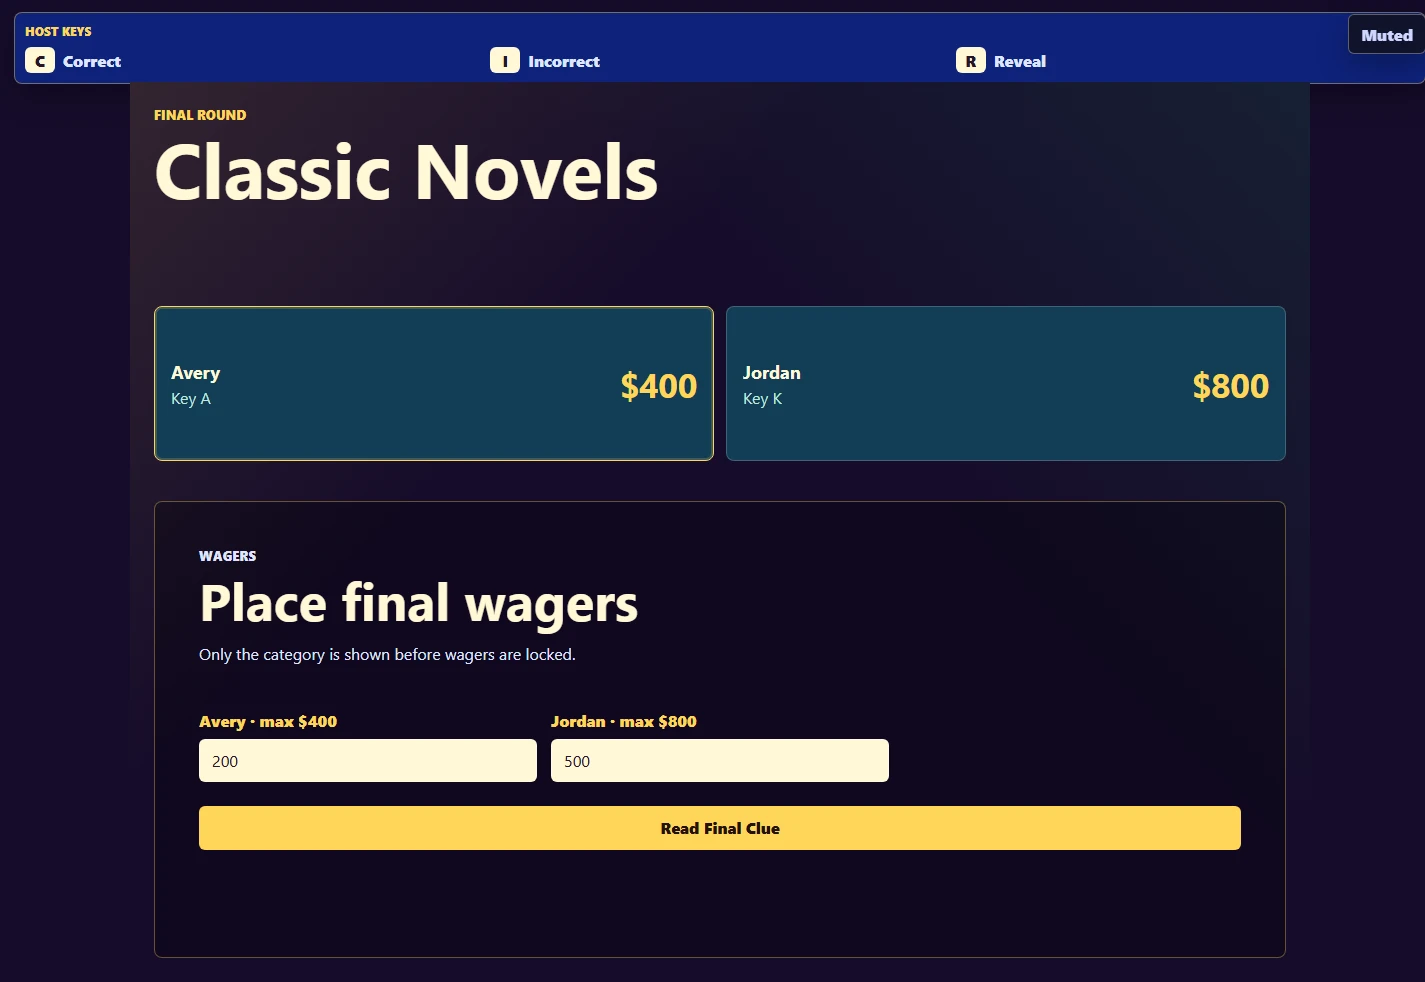 HOST KEYS
C Correct I Incorrect R Reveal
Muted
FINAL ROUND
Classic Novels
Avery
Key A
$400
Jordan
Key K
$800
WAGERS
Place final wagers
Only the category is shown before wagers are locked.
Avery · max $400
200
Jordan · max $800
500
Read Final Clue